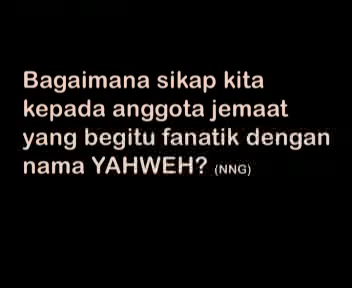 Bagaimana sikap kita
kepada anggota jemaat
yang begitu fanatik dengan
nama YAHWEH? (NNG)